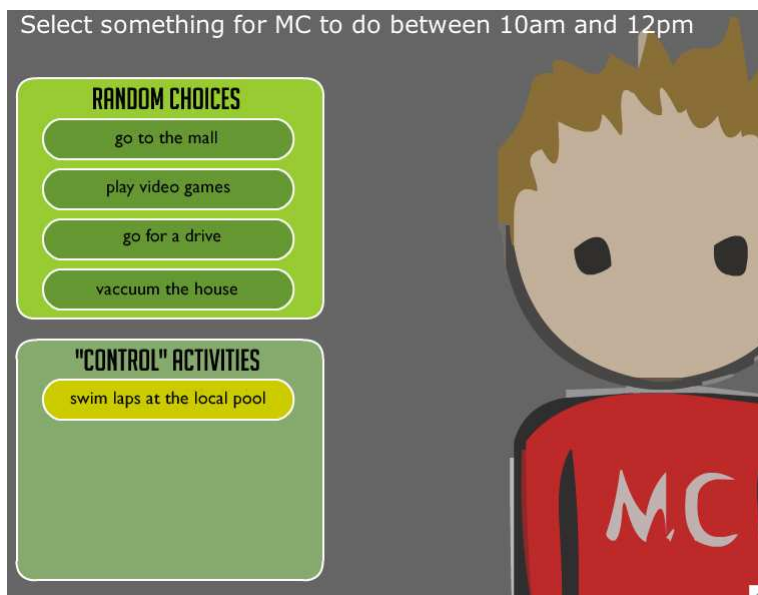 Select something for MC to do between 10am and 12pm
RANDOM CHOICES
go to the mall
play video games
go for a drive
vaccuum the house
"CONTROL" ACTIVITIES
swim laps at the local pool
MC